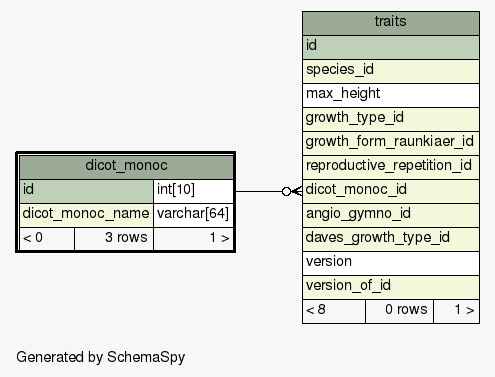 traits
id
species_id
max_height
growth_type_id
growth_form_raunkiaer_id
reproductive_repetition_id
dicot_monoc_id
angio_gymno_id
daves_growth_type_id
version
version_of_id
< 8 0 rows 1 >
dicot_monoc
id int[10]
dicot_monoc_name varchar[64]
< 0 3 rows 1 >
Generated by SchemaSpy